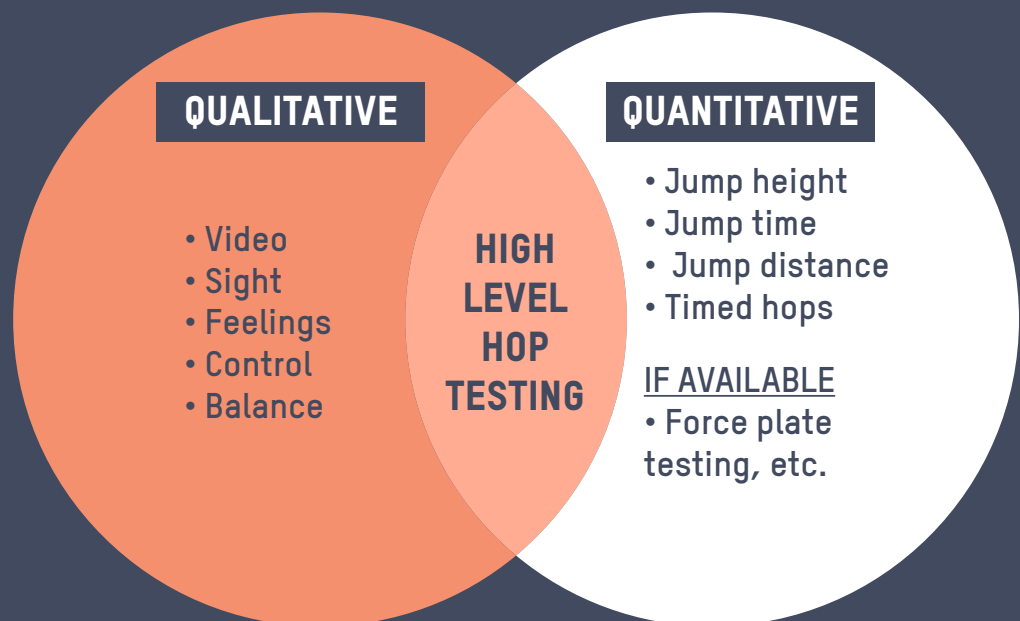 QUALITATIVE
• Video
• Sight
• Feelings
• Control
• Balance
HIGH
LEVEL
HOP
TESTING
QUANTITATIVE
• Jump height
• Jump time
• Jump distance
• Timed hops
IF AVAILABLE
• Force plate
testing, etc.